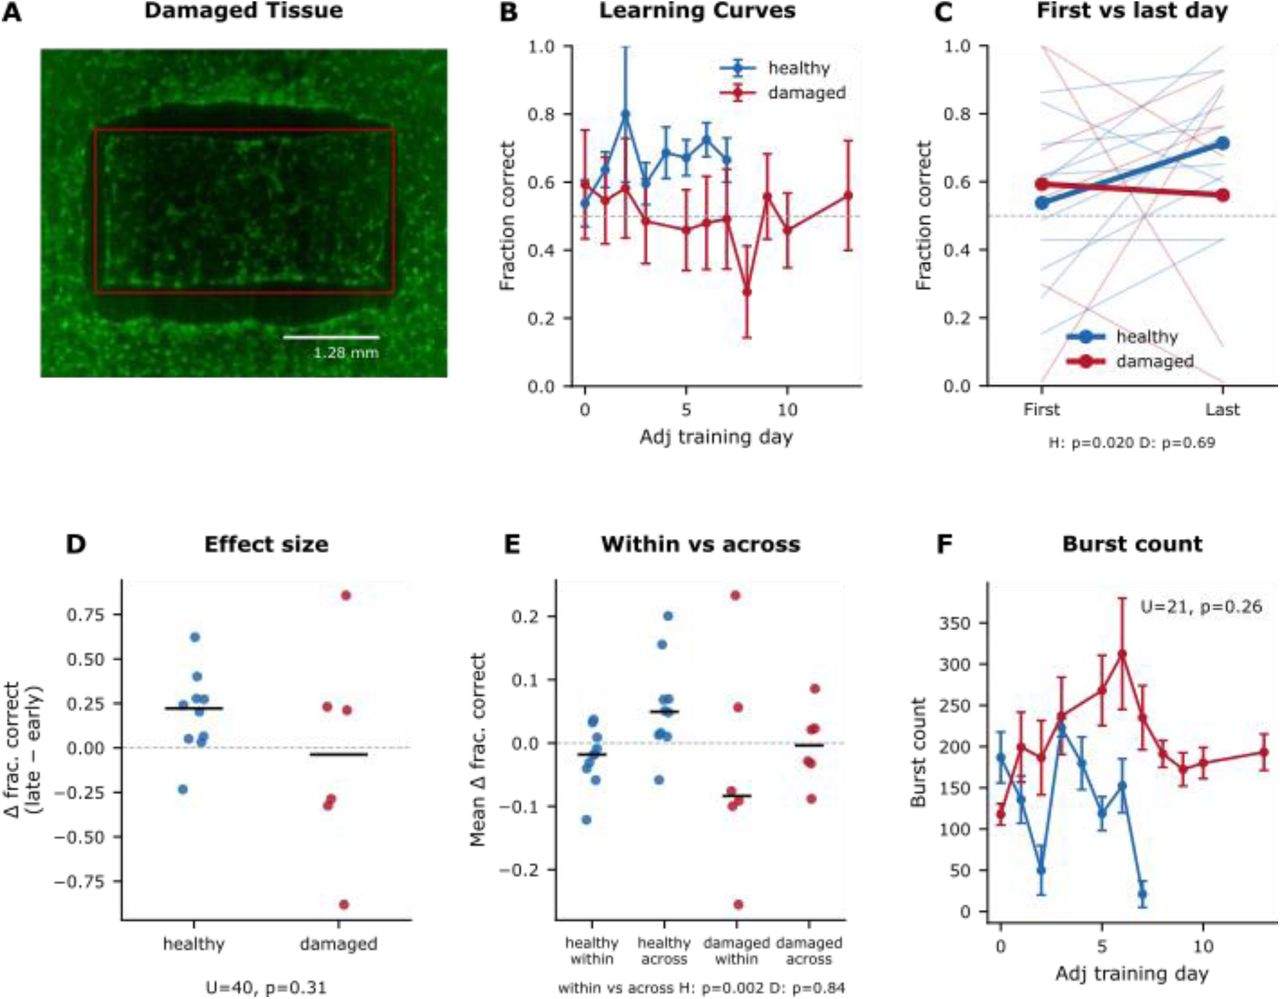 A Damaged Tissue
1.28 mm
B Learning Curves
1.0
0.8
0.6
0.4
0.2
0.0
Fraction correct
healthy
damaged
0 5 10
Adj training day
C First vs last day
1.0
0.8
0.6
0.4
0.2
0.0
Fraction correct
healthy
damaged
First Last
H: p=0.020 D: p=0.69
D Effect size
0.75
0.50
0.25
0.00
−0.25
−0.50
−0.75
Δ frac. correct
(late − early)
healthy damaged
U=40, p=0.31
E Within vs across
0.2
0.1
0.0
−0.1
−0.2
Mean Δ frac. correct
healthy healthy damaged damaged
within across within across
within vs across H: p=0.002 D: p=0.84
F Burst count
U=21, p=0.26
350
300
250
200
150
100
50
0
Burst count
0 5 10
Adj training day